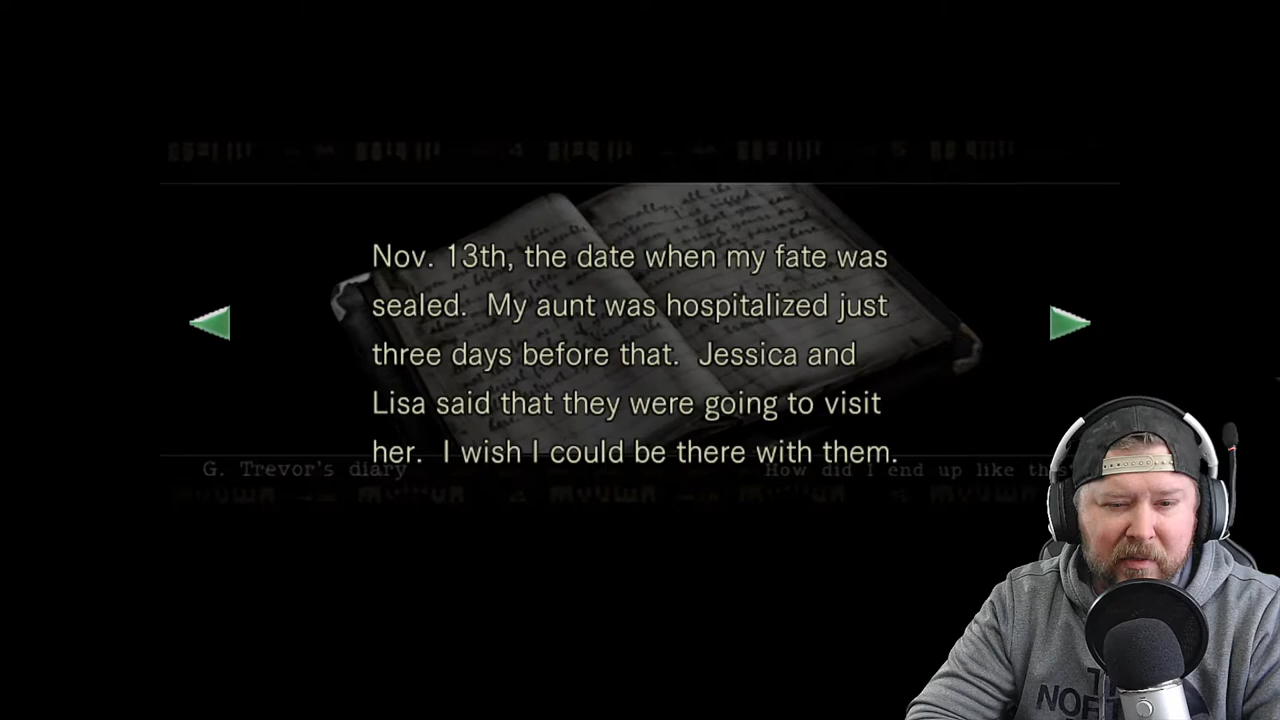 Nov. 13th, the date when my fate was
sealed.  My aunt was hospitalized just
three days before that.  Jessica and
Lisa said that they were going to visit
her.  I wish I could be there with them.
G. Trevor's diary
How did I end up like this
NOR